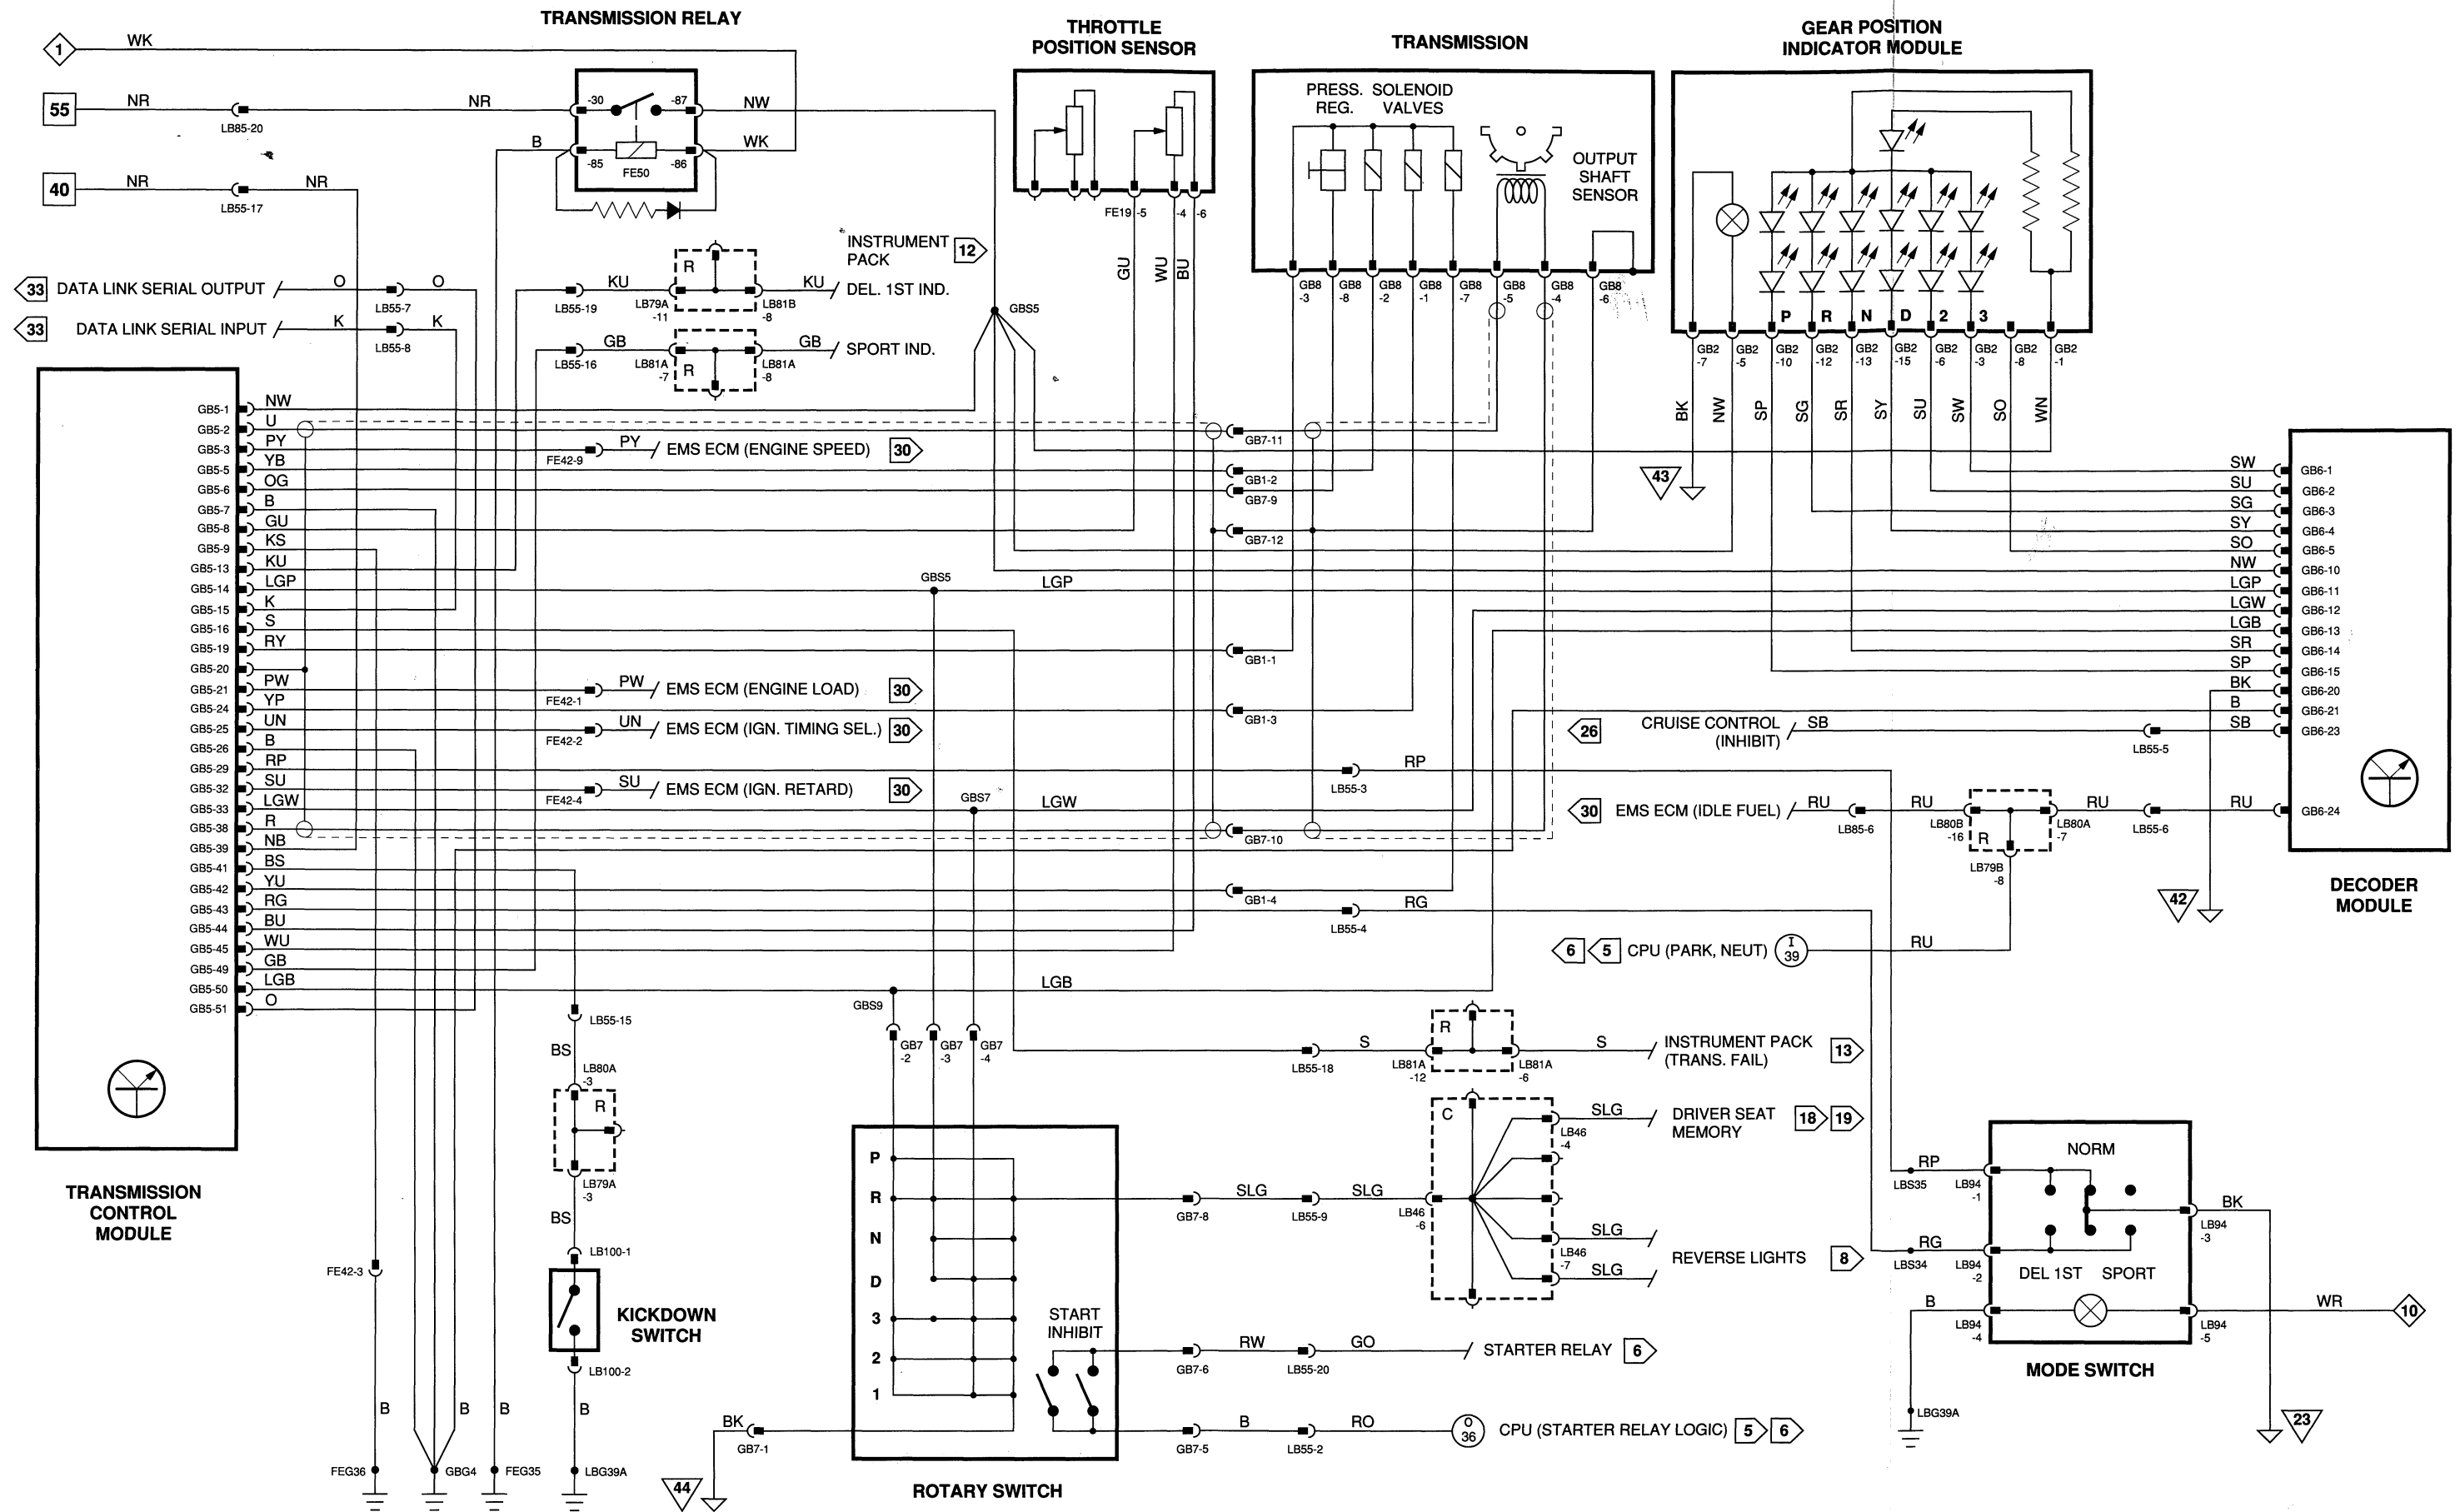 TRANSMISSION RELAY
1
WK
55
NR
LB85-20
NR
-30
-87
NW
B
-85
-86
WK
FE50
40
NR
NR
LB55-17
THROTTLE
POSITION SENSOR
FE19
-5
-4
-6
GU
WU
BU
TRANSMISSION
PRESS.
REG.
SOLENOID
VALVES
OUTPUT
SHAFT
SENSOR
GB8
-3
GB8
-8
GB8
-2
GB8
-1
GB8
-7
GB8
-5
GB8
-4
GB8
-6
GEAR POSITION
INDICATOR MODULE
P R N D 2 3
GB2
-7
GB2
-5
GB2
-10
GB2
-12
GB2
-13
GB2
-15
GB2
-6
GB2
-3
GB2
-8
GB2
-1
BK
NW
SP
SG
SR
SY
SU
SW
SO
WN
43
33 DATA LINK SERIAL OUTPUT
O
LB55-7
O
33 DATA LINK SERIAL INPUT
K
LB55-8
K
LB55-19
KU
LB79A
-11
R
LB81B
-8
KU
INSTRUMENT
PACK
12
DEL. 1ST IND.
LB55-16
GB
LB81A
-7
R
LB81A
-8
GB
SPORT IND.
GBS5
GB5-1 NW
GB5-2 U
GB5-3 PY
GB5-5 YB
GB5-6 OG
GB5-7 B
GB5-8 GU
GB5-9 KS
GB5-13 KU
GB5-14 LGP
GB5-15 K
GB5-16 S
GB5-19 RY
GB5-20
GB5-21 PW
GB5-24 YP
GB5-25 UN
GB5-26 B
GB5-29 RP
GB5-32 SU
GB5-33 LGW
GB5-38 R
GB5-39 NB
GB5-41 BS
GB5-42 YU
GB5-43 RG
GB5-44 BU
GB5-45 WU
GB5-49 GB
GB5-50 LGB
GB5-51 O
TRANSMISSION
CONTROL
MODULE
FE42-9
PY
EMS ECM (ENGINE SPEED)
30
FE42-1
PW
EMS ECM (ENGINE LOAD)
30
FE42-2
UN
EMS ECM (IGN. TIMING SEL.)
30
FE42-4
SU
EMS ECM (IGN. RETARD)
30
GBS5
LGP
GBS7
LGW
GBS9
LGB
GB7-11
GB1-2
GB7-9
GB7-12
GB1-1
GB1-3
LB55-3
RP
GB7-10
GB1-4
LB55-4
RG
SW GB6-1
SU GB6-2
SG GB6-3
SY GB6-4
SO GB6-5
NW GB6-10
LGP GB6-11
LGW GB6-12
LGB GB6-13
SR GB6-14
SP GB6-15
BK GB6-20
B GB6-21
SB GB6-23
RU GB6-24
DECODER
MODULE
26
CRUISE CONTROL
(INHIBIT)
SB
LB55-5
30
EMS ECM (IDLE FUEL)
RU
LB85-6
RU
LB80B
-16
R
LB80A
-7
RU
LB55-6
LB79B
-8
42
6 5 CPU (PARK, NEUT)
I
39
RU
LB55-15
BS
LB80A
-3
R
LB79A
-3
BS
LB100-1
KICKDOWN
SWITCH
LB100-2
B
LBG39A
FE42-3
B
FEG36
GBG4
B
B
FEG35
GB7
-2
GB7
-3
GB7
-4
P
R
N
D
3
2
1
START
INHIBIT
ROTARY SWITCH
BK
GB7-1
44
LB55-18
S
LB81A
-12
R
LB81A
-6
S
INSTRUMENT PACK
(TRANS. FAIL)
13
GB7-8
SLG
LB55-9
SLG
LB46
-6
C
SLG
LB46
-4
DRIVER SEAT
MEMORY
18 19
SLG
LB46
-7
SLG
REVERSE LIGHTS
8
GB7-6
RW
LB55-20
GO
STARTER RELAY
6
GB7-5
B
LB55-2
RO
O
36
CPU (STARTER RELAY LOGIC)
5 6
NORM
RP
LBS35
LB94
-1
BK
LB94
-3
RG
LBS34
LB94
-2
DEL 1ST
SPORT
B
LB94
-4
WR
LB94
-5
10
LBG39A
23
MODE SWITCH